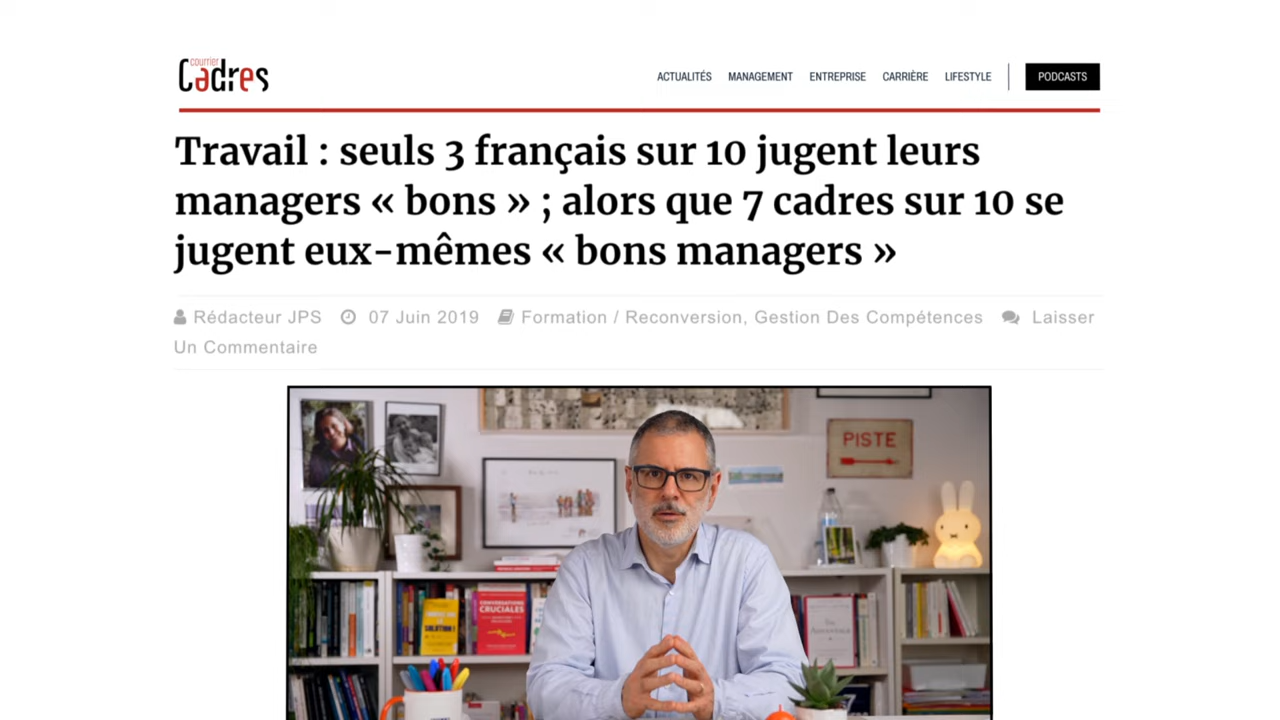 courrier
Cadres
ACTUALITÉS MANAGEMENT ENTREPRISE CARRIÈRE LIFESTYLE PODCASTS
Travail : seuls 3 français sur 10 jugent leurs
managers « bons » ; alors que 7 cadres sur 10 se
jugent eux-mêmes « bons managers »
Rédacteur JPS 07 Juin 2019 Formation / Reconversion, Gestion Des Compétences Laisser
Un Commentaire
PISTE
CONVERSATIONS
CRUCIALES